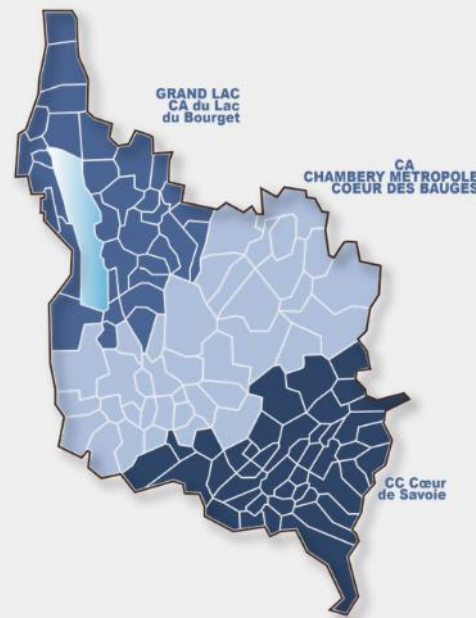 GRAND LAC
CA du Lac
du Bourget
CA
CHAMBERY METROPOLE
COEUR DES BAUGES
CC Cœur
de Savoie